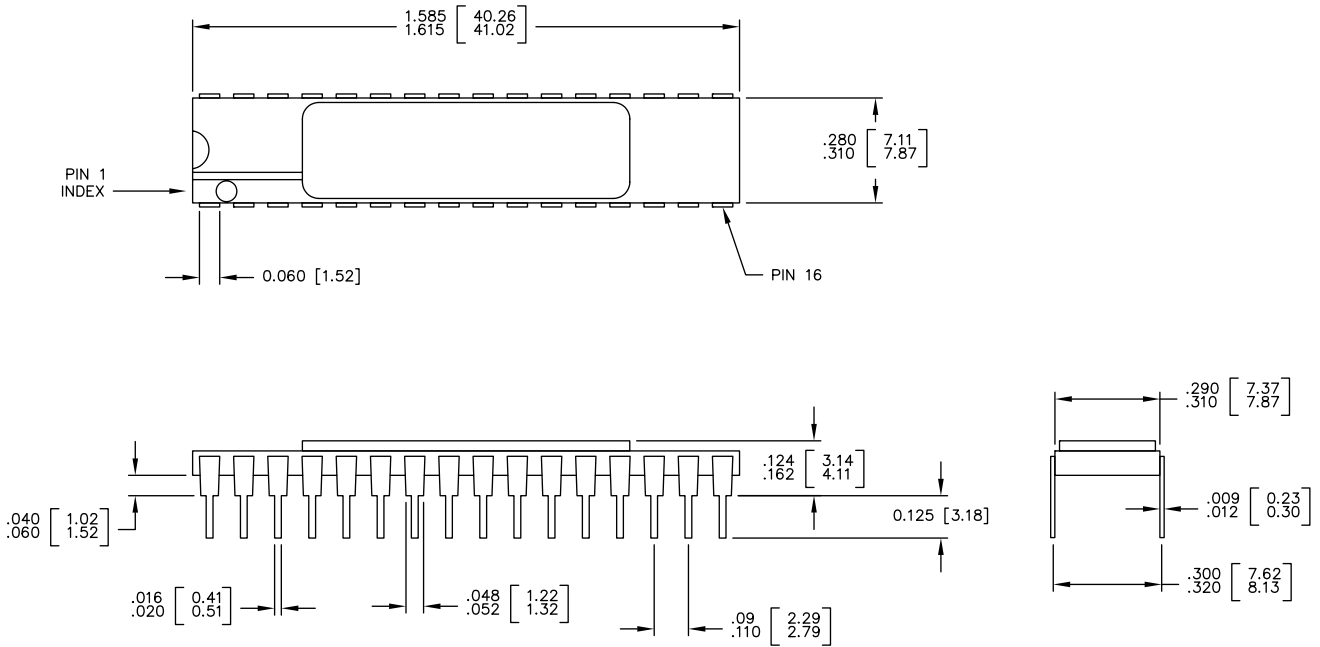 1.585 [ 40.26 ]
1.615 [ 41.02 ]
.280 [ 7.11 ]
.310 [ 7.87 ]
PIN 1
INDEX
0.060 [1.52]
PIN 16
.290 [ 7.37 ]
.310 [ 7.87 ]
.124 [ 3.14 ]
.162 [ 4.11 ]
.040 [ 1.02 ]
.060 [ 1.52 ]
0.125 [3.18]
.009 [ 0.23 ]
.012 [ 0.30 ]
.016 [ 0.41 ]
.020 [ 0.51 ]
.048 [ 1.22 ]
.052 [ 1.32 ]
.09 [ 2.29 ]
.110 [ 2.79 ]
.300 [ 7.62 ]
.320 [ 8.13 ]